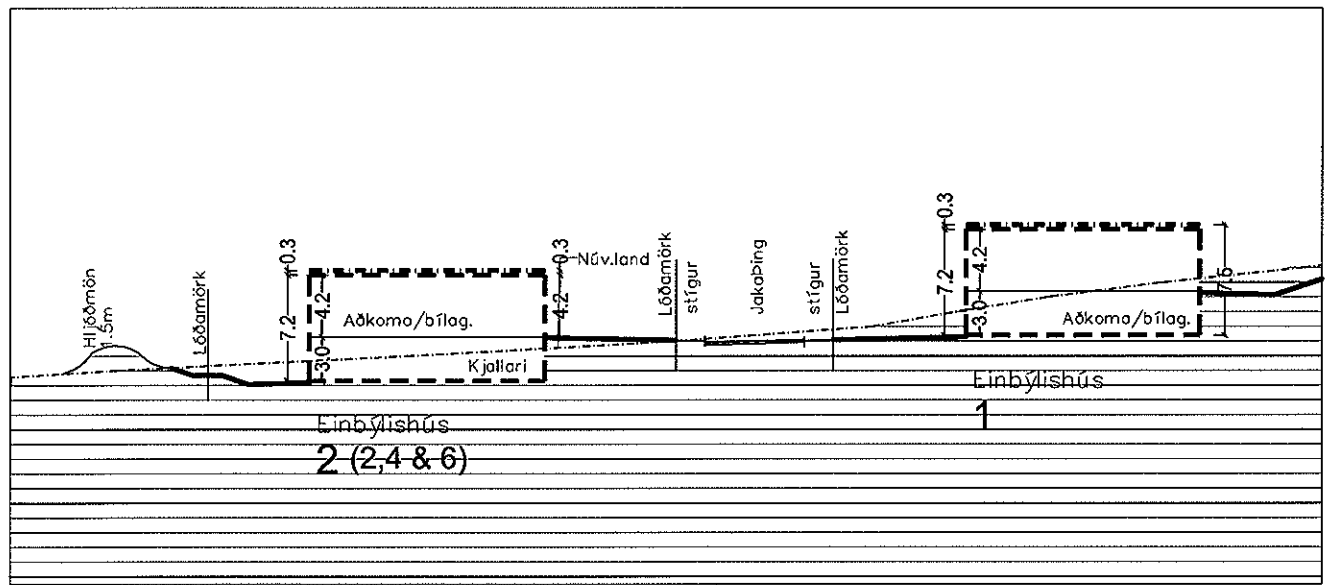 Hljóðmön
1.5m
Lóðamörk
0.3
7.2
4.2
3.0
Aðkoma/bílag.
Kjallari
0.3
4.2
Núv.land
Lóðamörk
stígur
Jakaþing
stígur
Lóðamörk
0.3
7.2
4.2
3.0
Aðkoma/bílag.
7.5
Einbýlishús
2 (2,4 & 6)
Einbýlishús
1